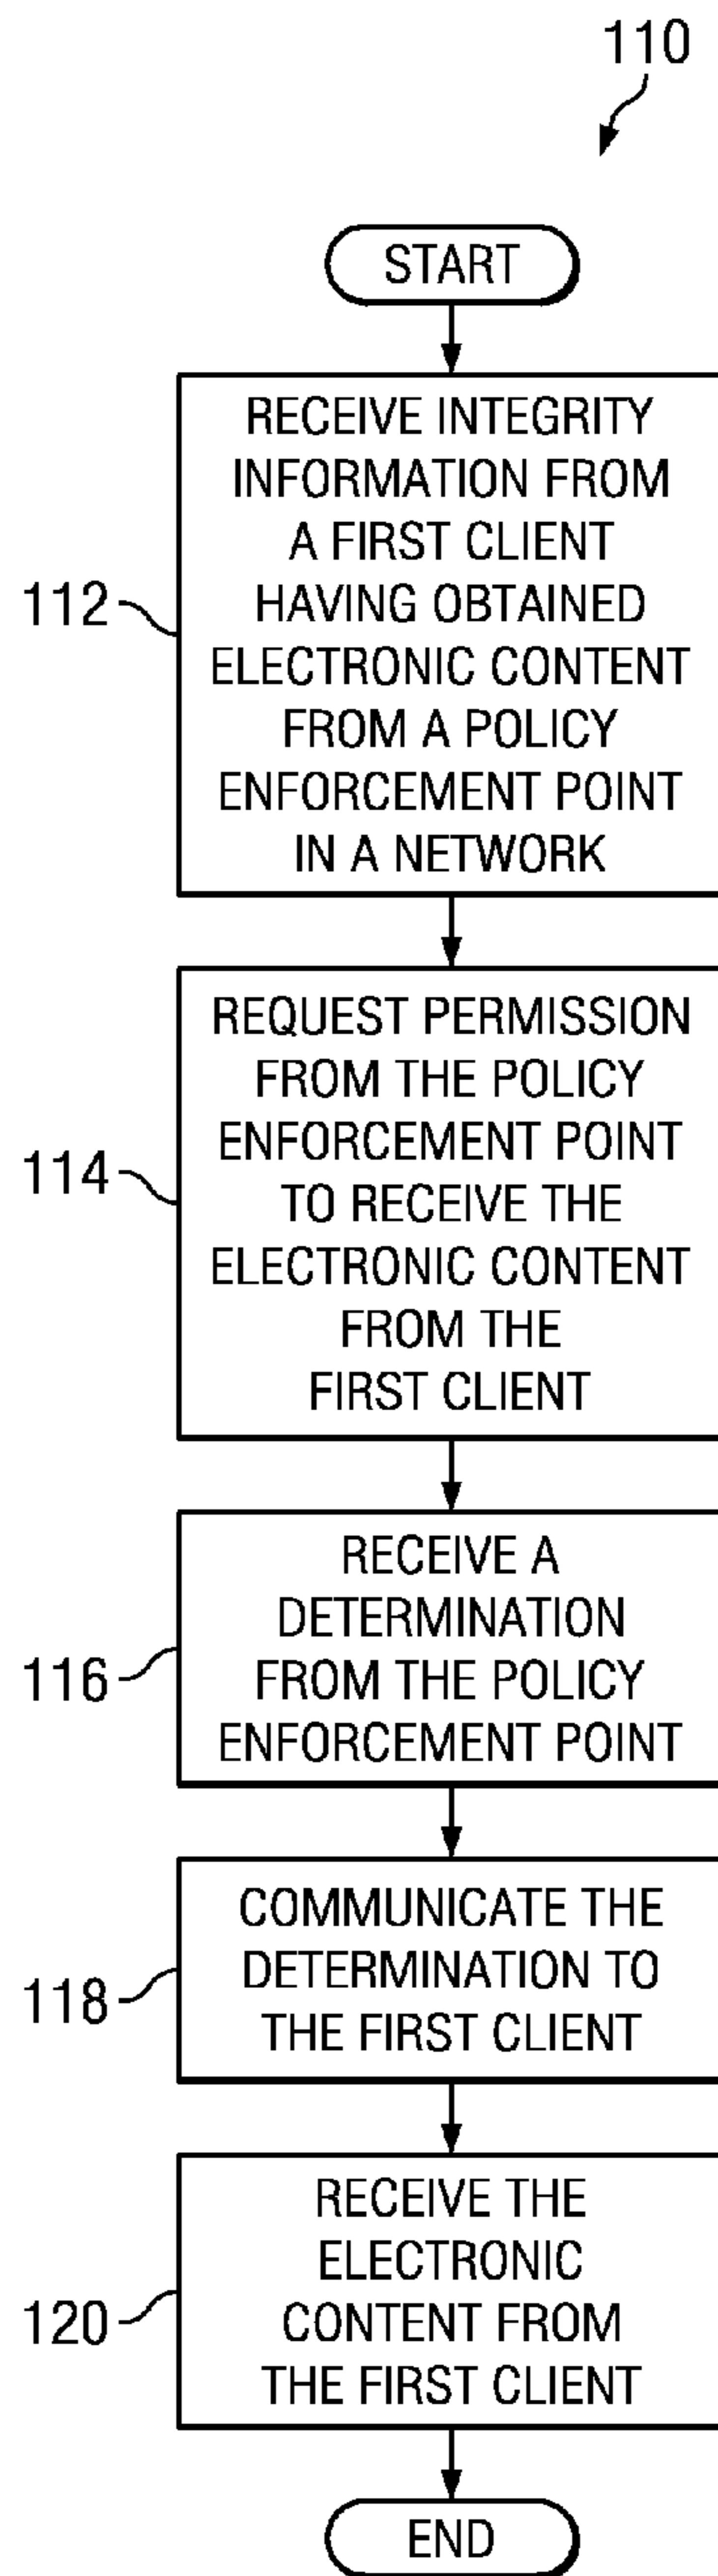 110
START
RECEIVE INTEGRITY
INFORMATION FROM
A FIRST CLIENT
HAVING OBTAINED
ELECTRONIC CONTENT
FROM A POLICY
ENFORCEMENT POINT
IN A NETWORK
112
REQUEST PERMISSION
FROM THE POLICY
ENFORCEMENT POINT
TO RECEIVE THE
ELECTRONIC CONTENT
FROM THE
FIRST CLIENT
114
RECEIVE A
DETERMINATION
FROM THE POLICY
ENFORCEMENT POINT
116
COMMUNICATE THE
DETERMINATION TO
THE FIRST CLIENT
118
RECEIVE THE
ELECTRONIC
CONTENT FROM
THE FIRST CLIENT
120
END